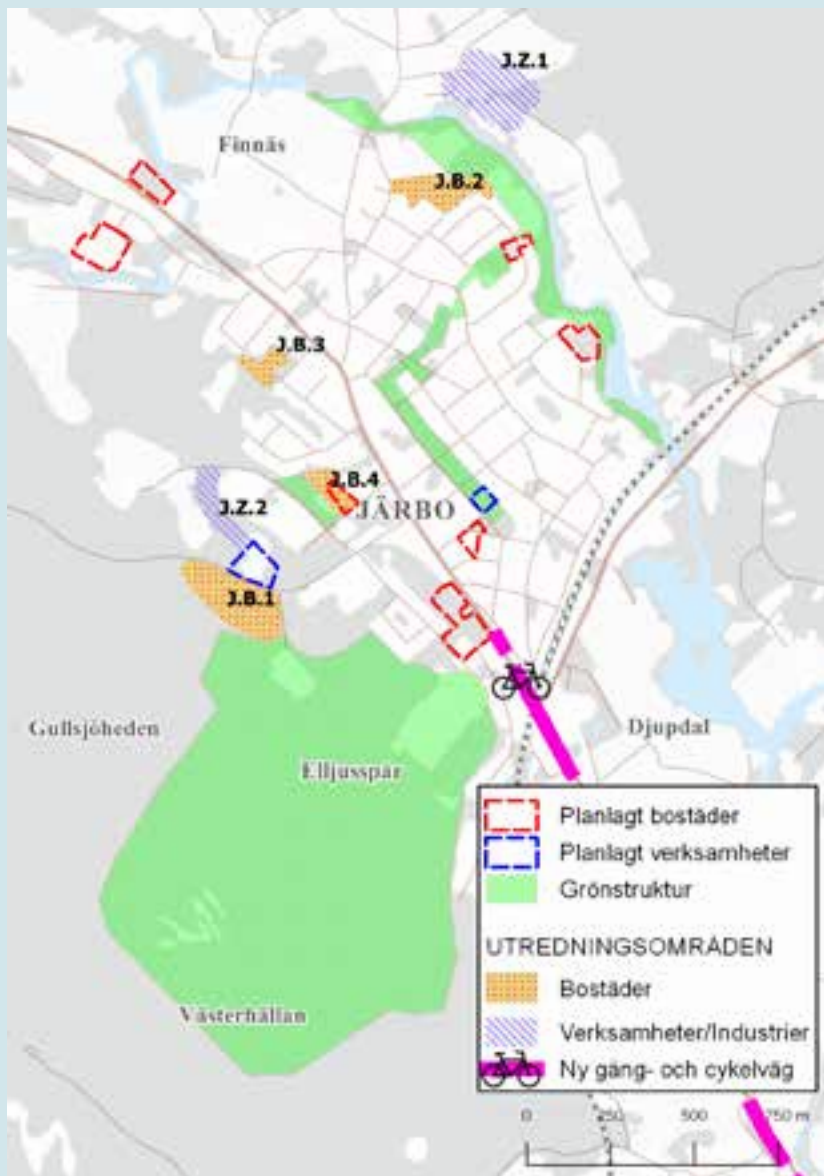 J.Z.1
Finnäs
J.B.2
J.B.3
J.B.4
J.Z.2
JÄRBO
J.B.1
Gullsjöheden
Djupdal
Elljusspår
Västerhällan
Planlagt bostäder
Planlagt verksamheter
Grönstruktur
UTREDNINGSOMRÅDEN
Bostäder
Verksamheter/Industrier
Ny gång- och cykelväg
0 250 500 750 m